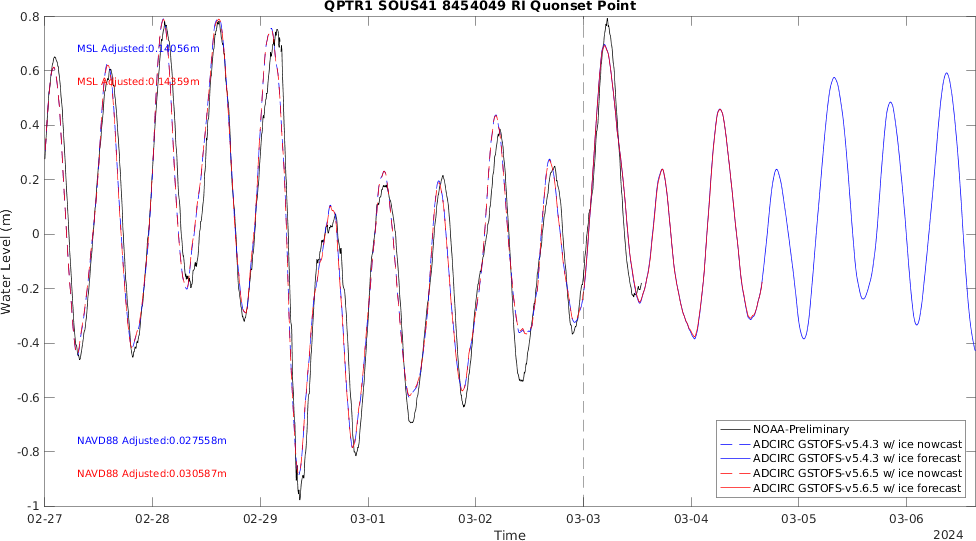 QPTR1 SOUS41 8454049 RI Quonset Point
0.8
0.6
0.4
0.2
0
-0.2
-0.4
-0.6
-0.8
-1
Water Level (m)
MSL Adjusted:0.14056m
MSL Adjusted:0.14359m
NAVD88 Adjusted:0.027558m
NAVD88 Adjusted:0.030587m
NOAA-Preliminary
ADCIRC GSTOFS-v5.4.3 w/ ice nowcast
ADCIRC GSTOFS-v5.4.3 w/ ice forecast
ADCIRC GSTOFS-v5.6.5 w/ ice nowcast
ADCIRC GSTOFS-v5.6.5 w/ ice forecast
02-27 02-28 02-29 03-01 03-02 03-03 03-04 03-05 03-06
Time
2024